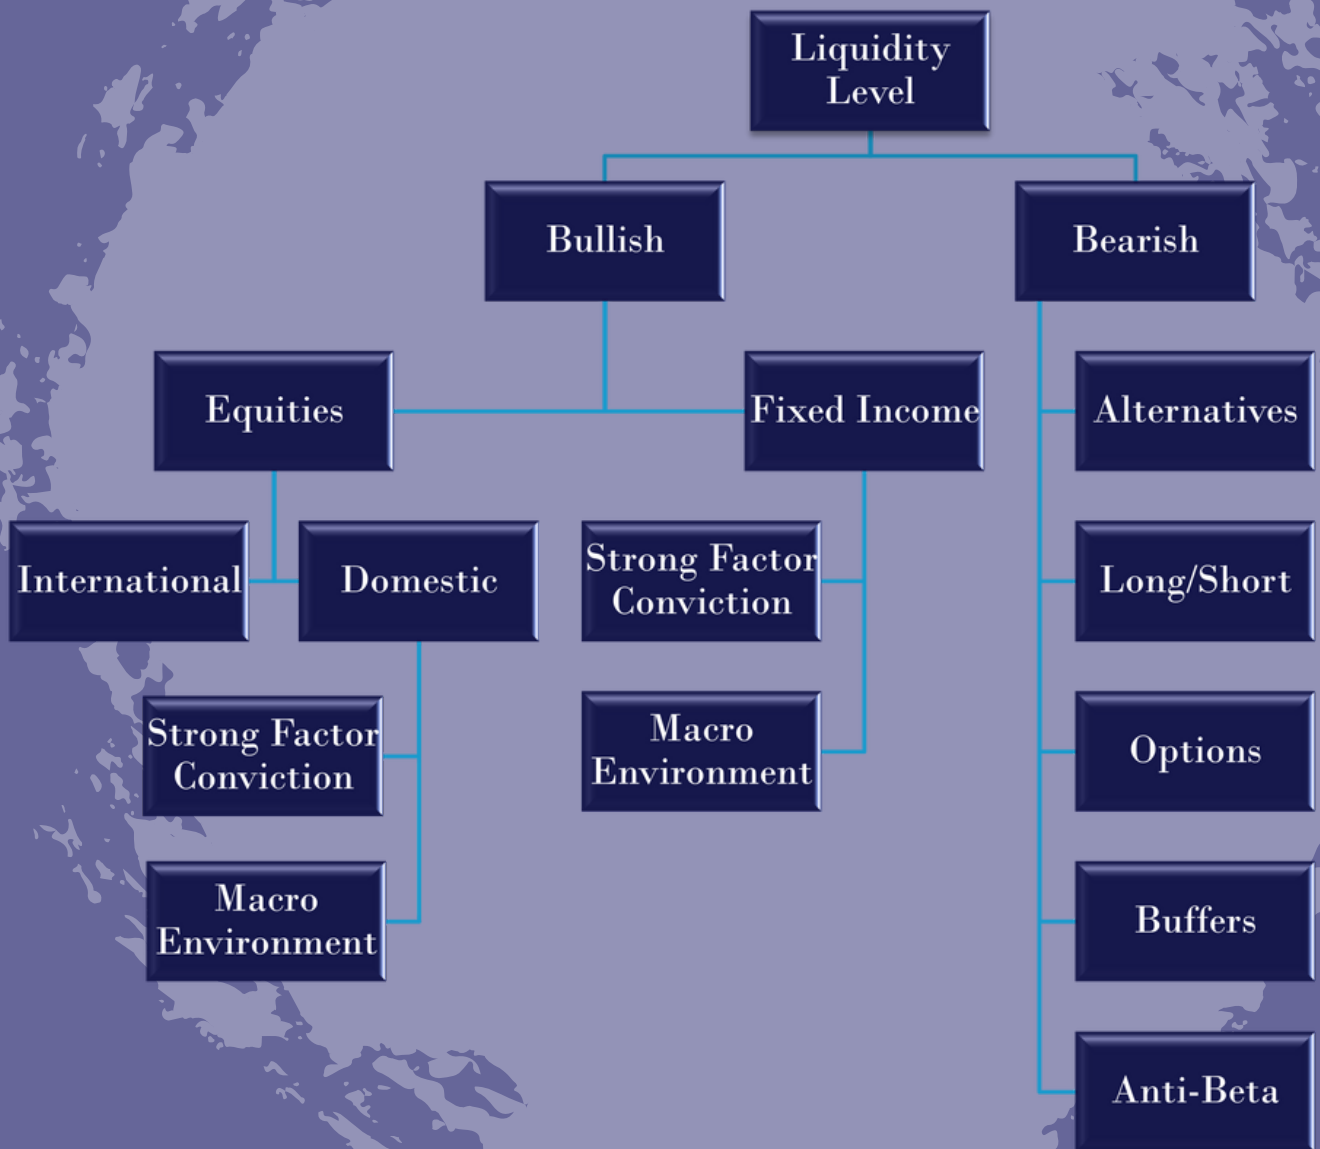 Liquidity
Level
Bullish
Bearish
Equities
Fixed Income
Alternatives
International
Domestic
Strong Factor
Conviction
Long/Short
Strong Factor
Conviction
Macro
Environment
Options
Macro
Environment
Buffers
Anti-Beta